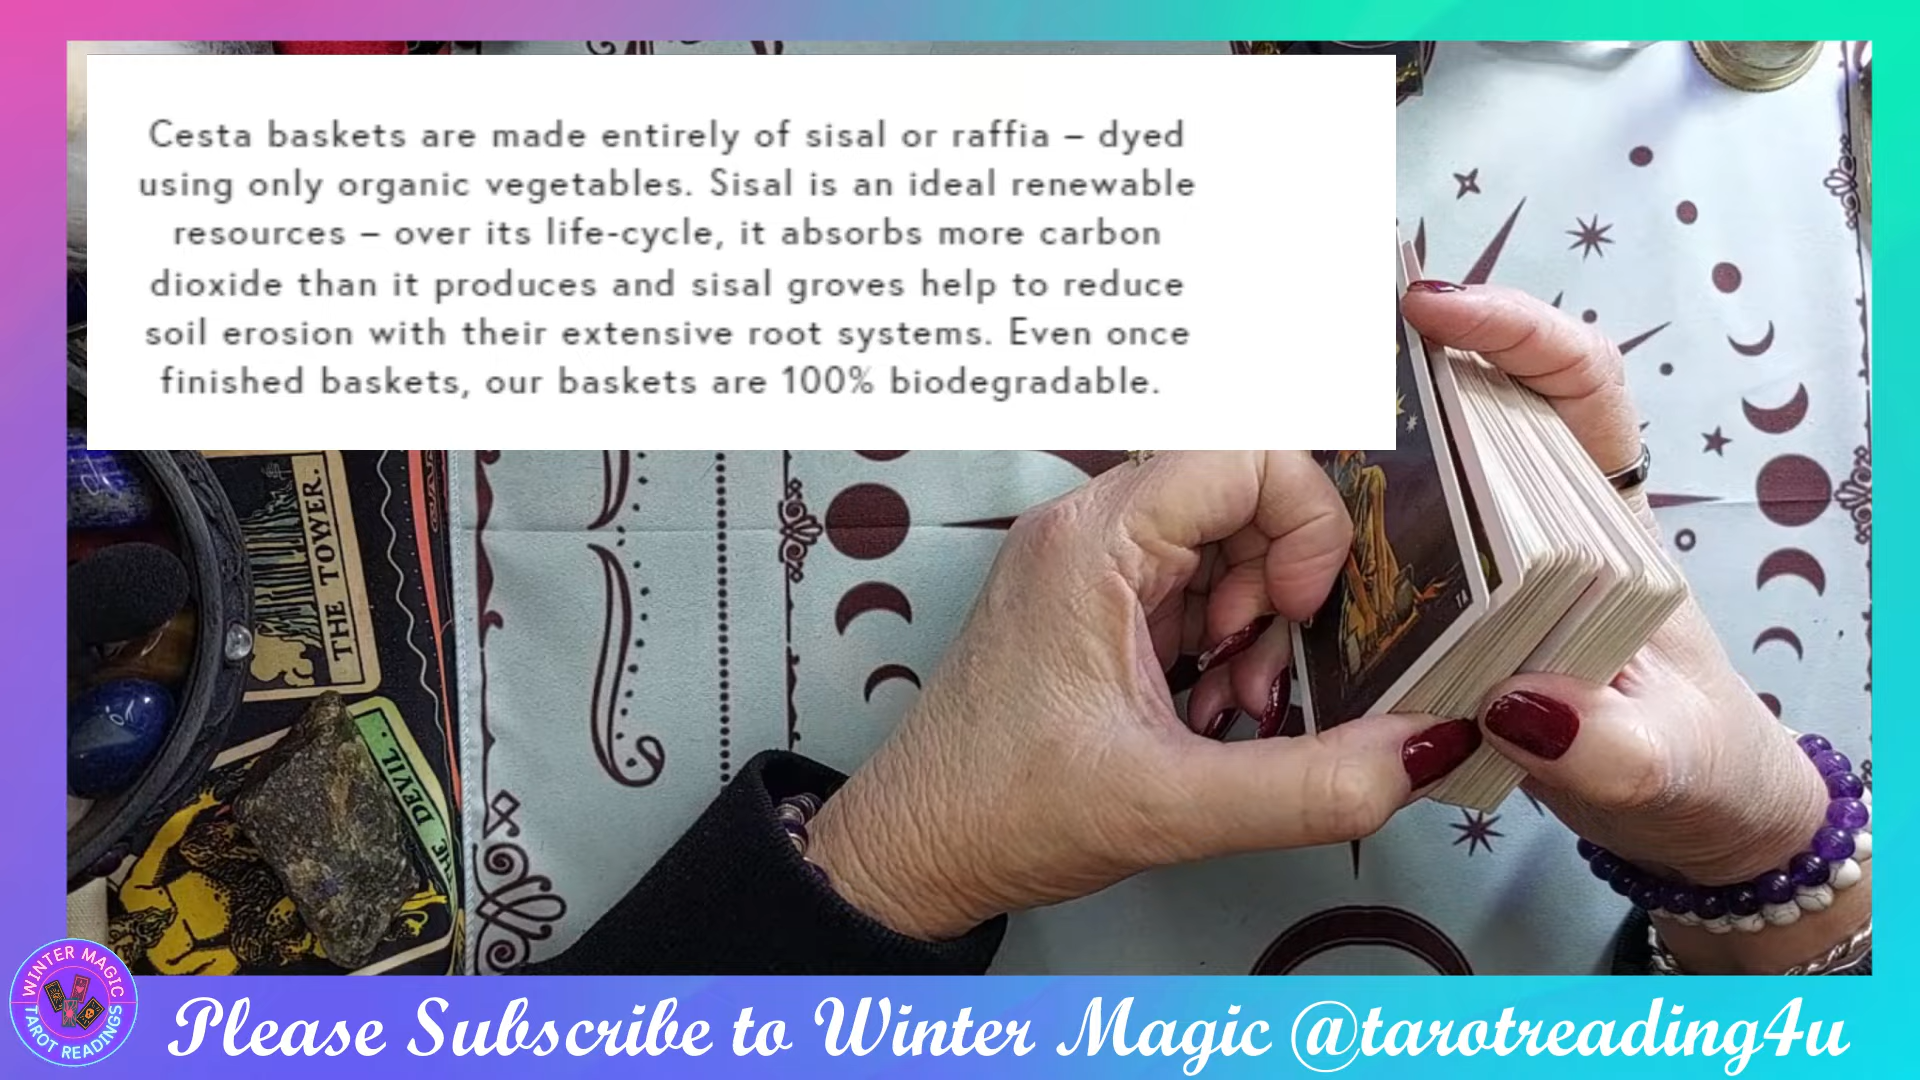 Cesta baskets are made entirely of sisal or raffia – dyed
using only organic vegetables. Sisal is an ideal renewable
resources – over its life-cycle, it absorbs more carbon
dioxide than it produces and sisal groves help to reduce
soil erosion with their extensive root systems. Even once
finished baskets, our baskets are 100% biodegradable.
THE TOWER.
HE DEVIL.
WINTER MAGIC
TAROT READINGS
Please Subscribe to Winter Magic @tarotreading4u